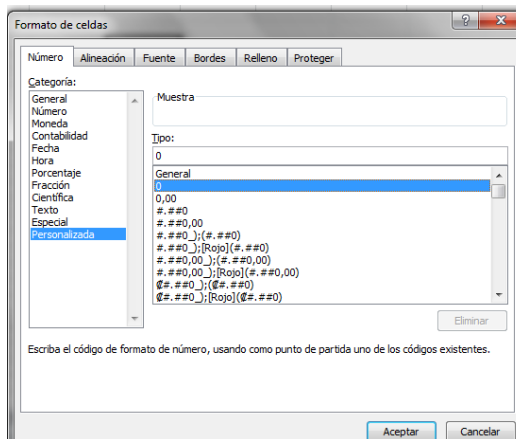 Formato de celdas
Número Alineación Fuente Bordes Relleno Proteger
Categoría:
General
Número
Moneda
Contabilidad
Fecha
Hora
Porcentaje
Fracción
Científica
Texto
Especial
Personalizada
Muestra
Tipo:
0
General
0
0,00
#.##0
#.##0,00
#.##0_);(#.##0)
#.##0_);[Rojo](#.##0)
#.##0,00_);(#.##0,00)
#.##0,00_);[Rojo](#.##0,00)
₡#.##0_);(₡#.##0)
₡#.##0_);[Rojo](₡#.##0)
Eliminar
Escriba el código de formato de número, usando como punto de partida uno de los códigos existentes.
Aceptar Cancelar